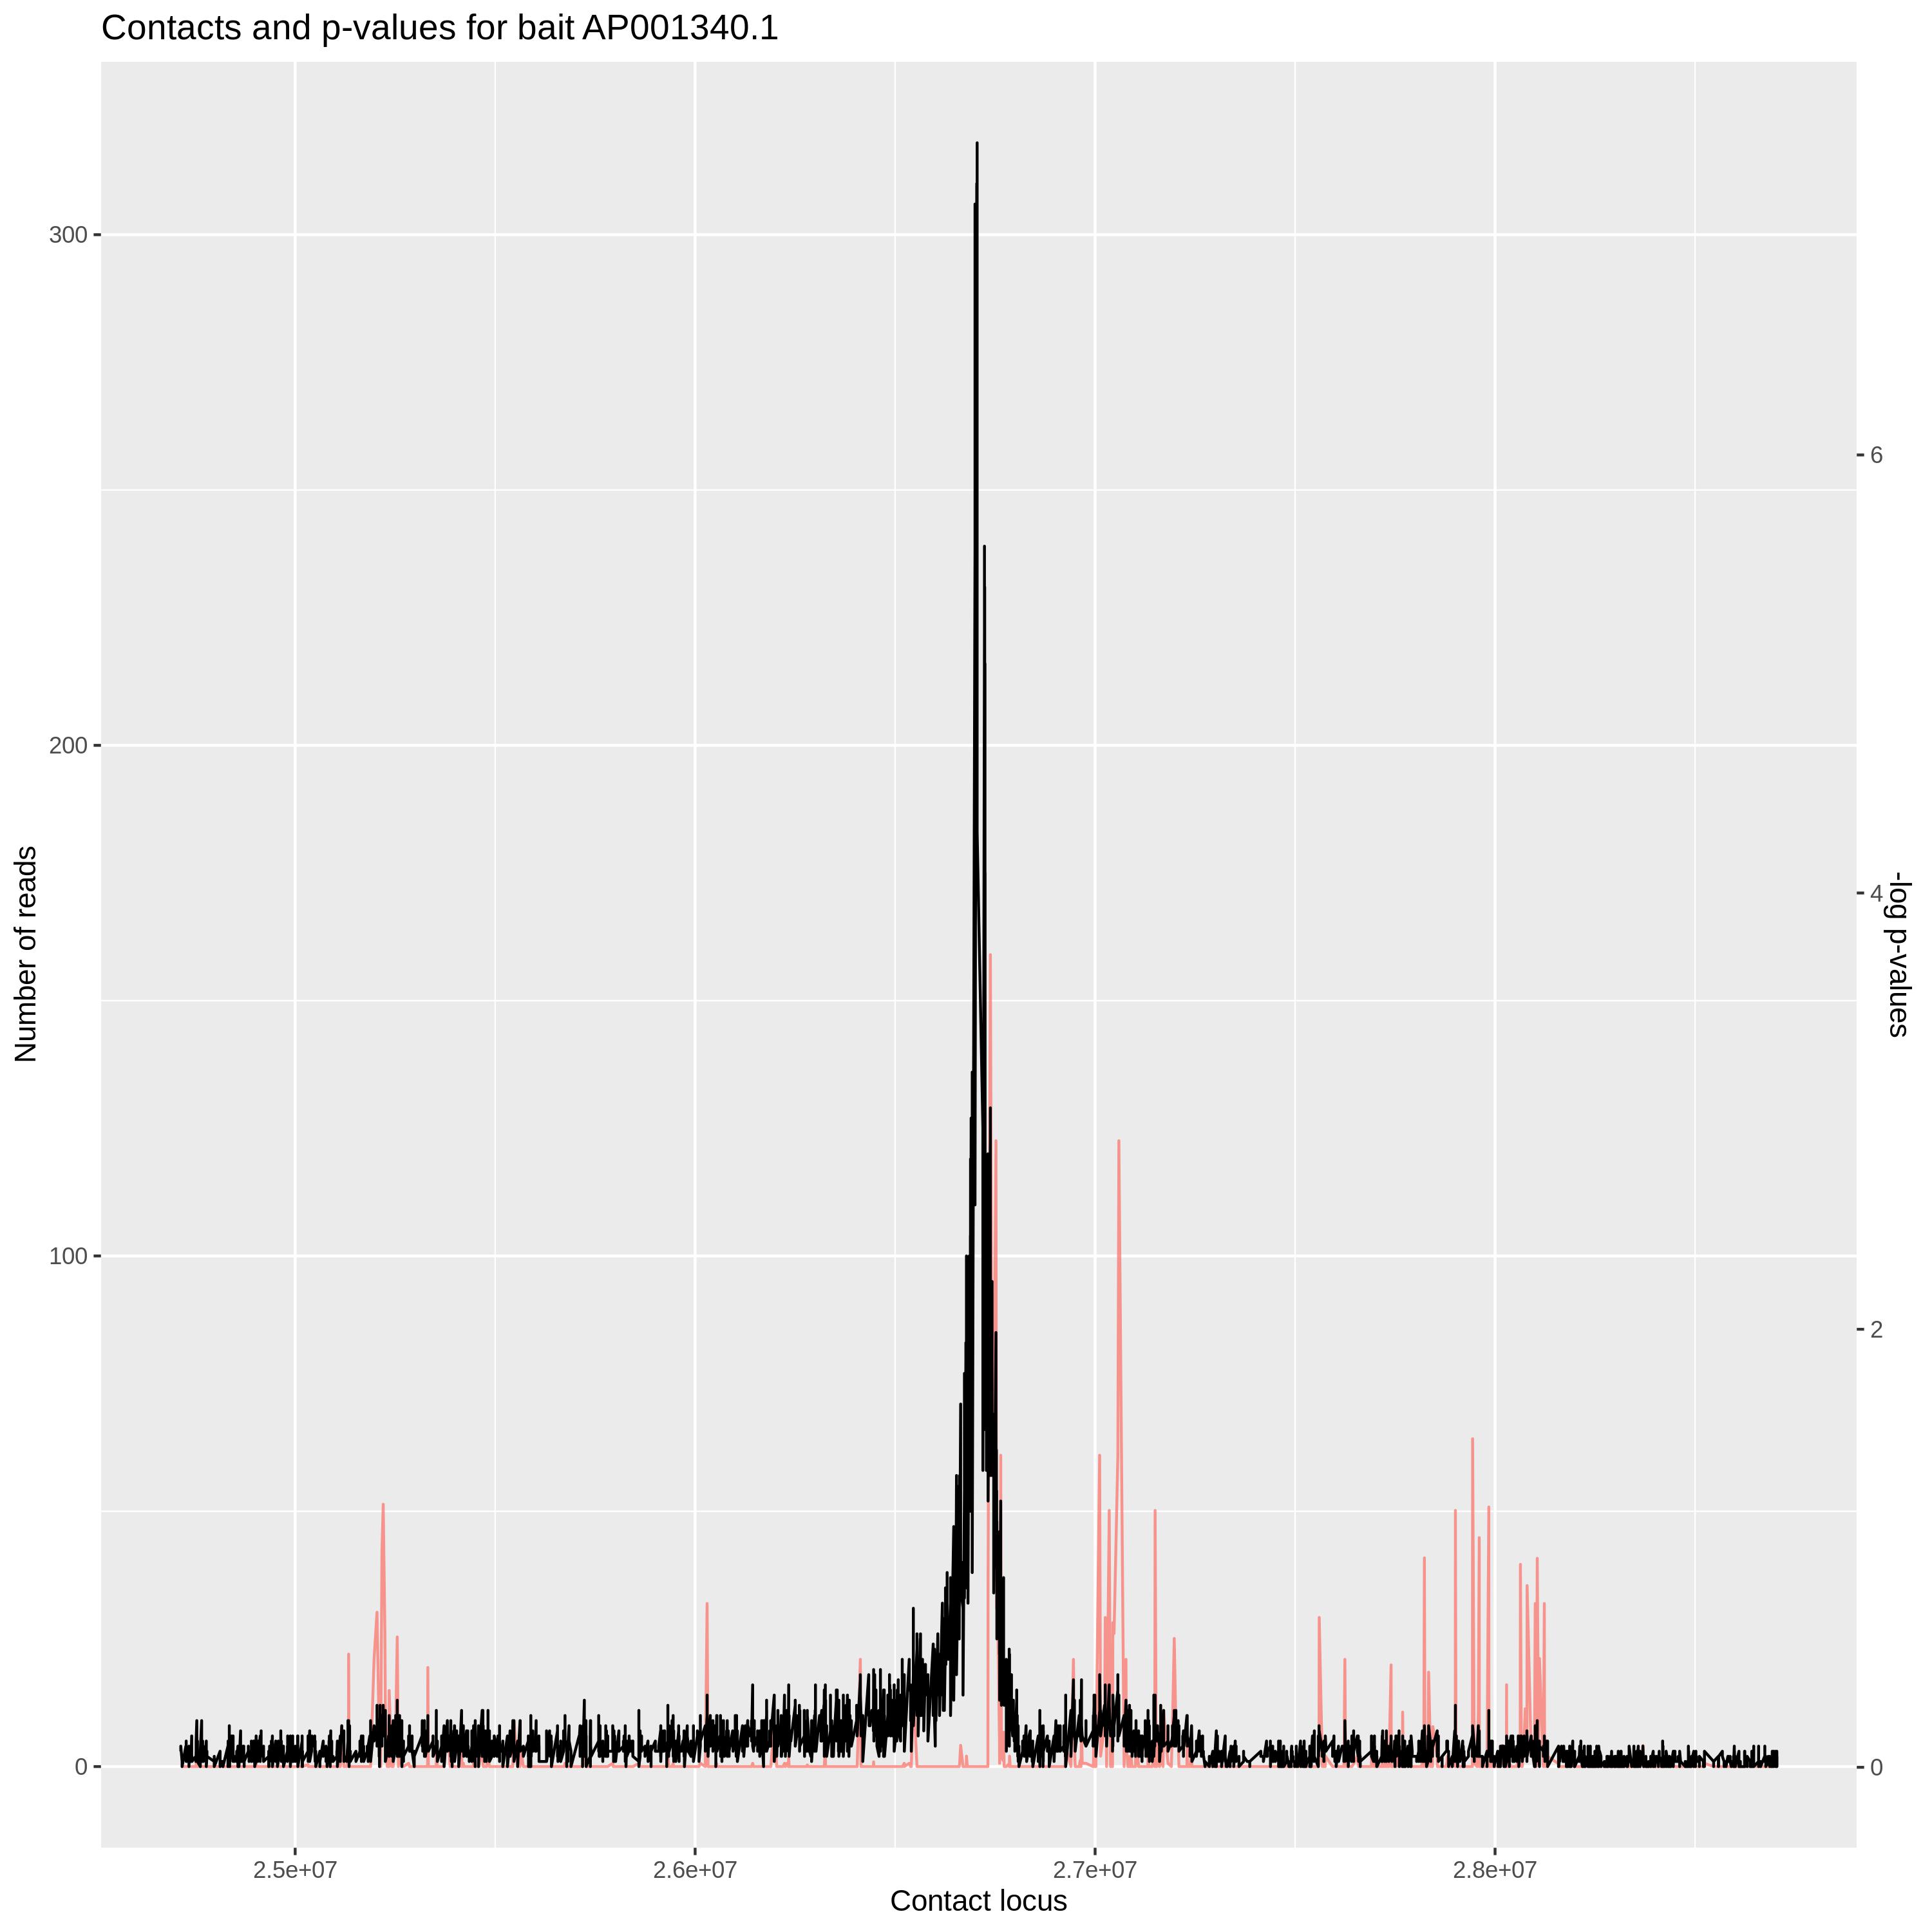 Contacts and p-values for bait AP001340.1
Number of reads
300
200
100
0
6
4
2
0
-log p-values
2.5e+07
2.6e+07
2.7e+07
2.8e+07
Contact locus